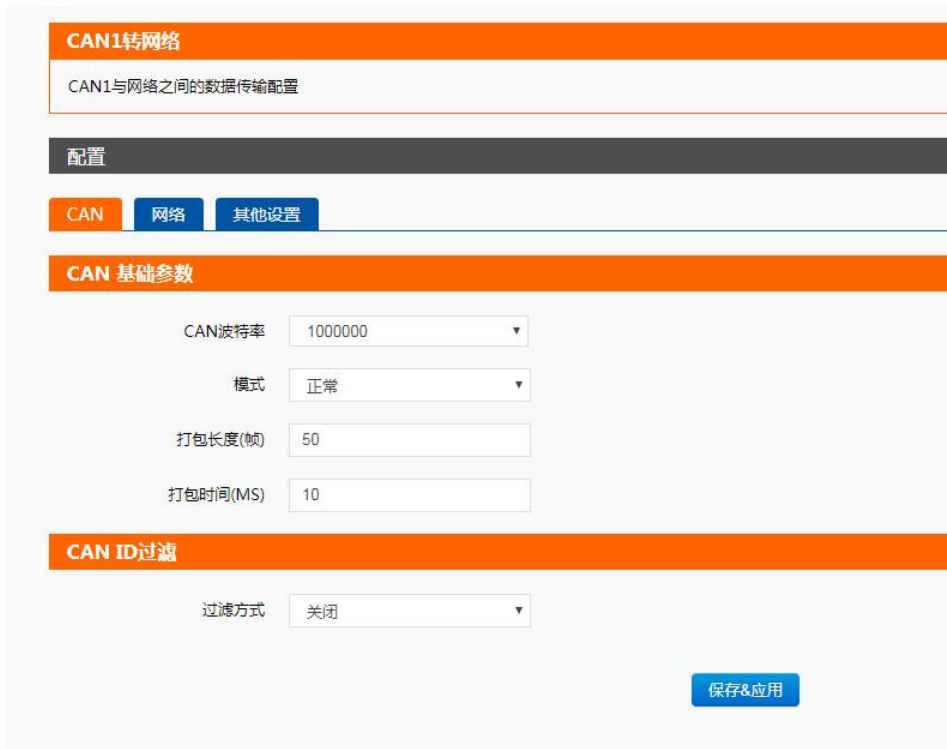 CAN1转网络
CAN1与网络之间的数据传输配置
配置
CAN 网络 其他设置
CAN 基础参数
CAN波特率 1000000
模式 正常
打包长度(帧) 50
打包时间(MS) 10
CAN ID过滤
过滤方式 关闭
保存&应用